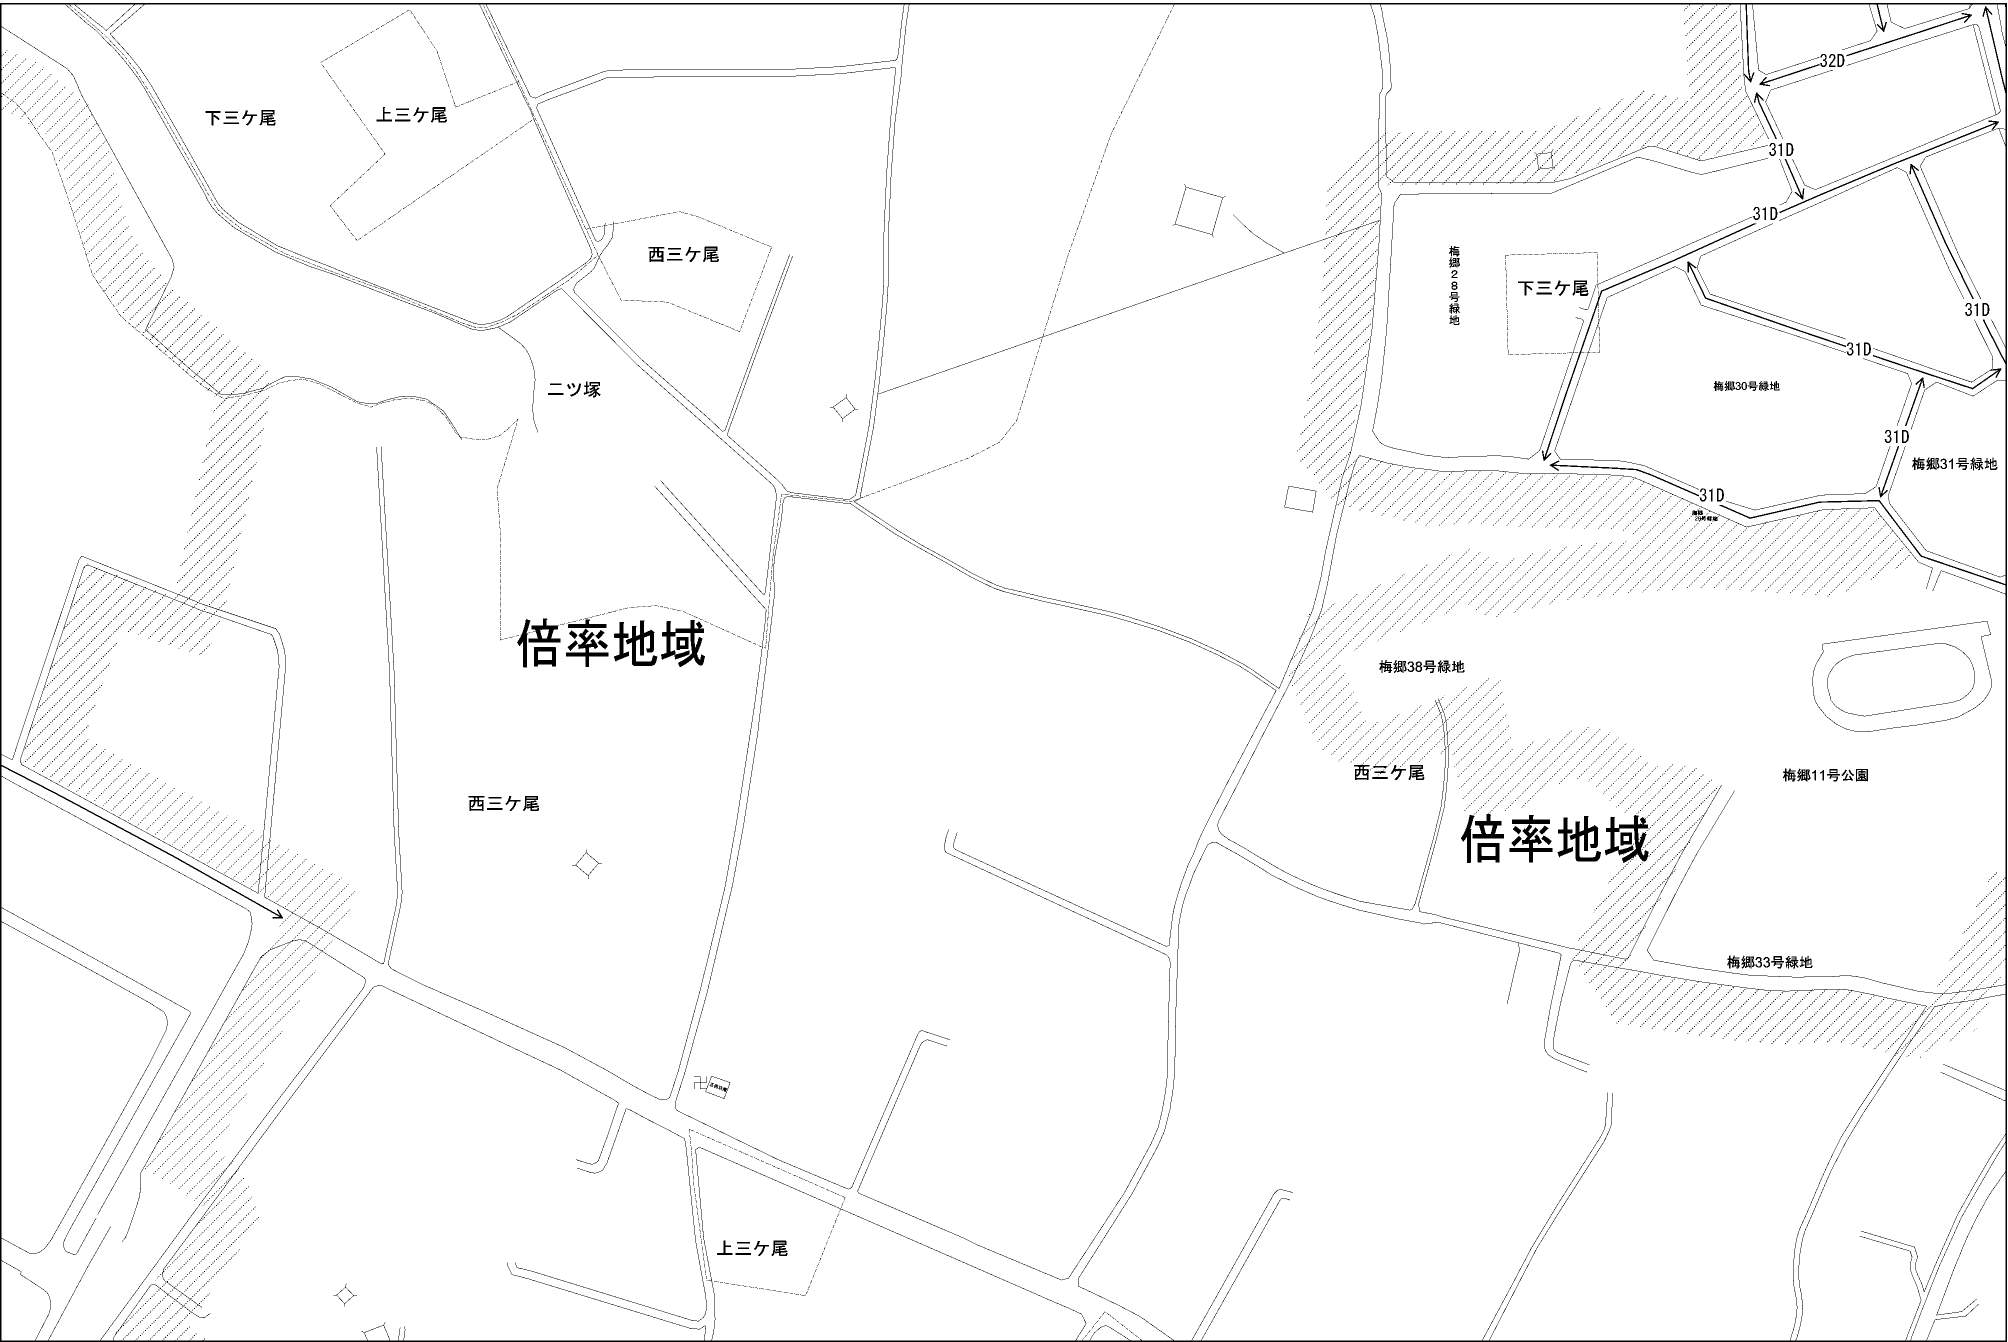 32D
下三ケ尾
上三ケ尾
31D
31D
西三ケ尾
梅郷28号緑地
下三ケ尾
31D
31D
二ツ塚
梅郷30号緑地
31D
梅郷31号緑地
31D
倍率地域
梅郷38号緑地
西三ケ尾
梅郷11号公園
西三ケ尾
倍率地域
梅郷33号緑地
上三ケ尾